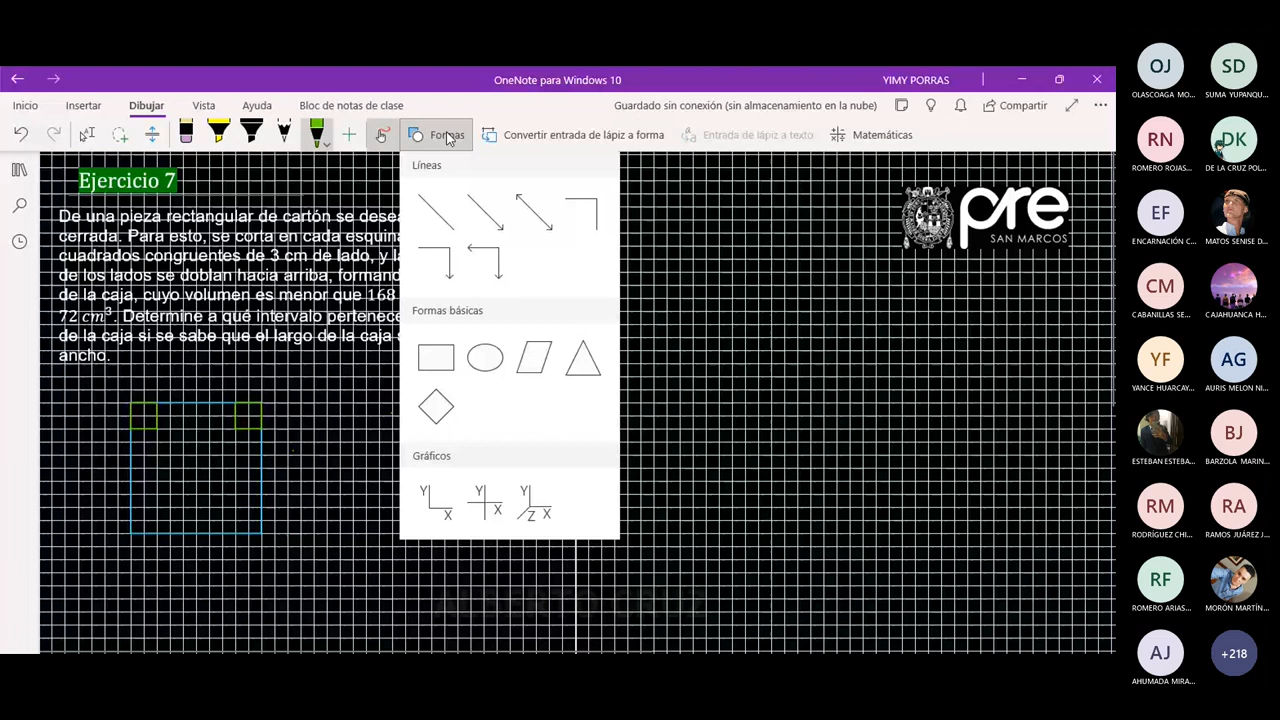 OneNote para Windows 10
YIMY PORRAS
Inicio Insertar Dibujar Vista Ayuda Bloc de notas de clase
Guardado sin conexión (sin almacenamiento en la nube) Compartir
Formas Convertir entrada de lápiz a forma Entrada de lápiz a texto Matemáticas
Líneas
Formas básicas
Gráficos
Y X Y X Y Z X
Ejercicio 7
De una pieza rectangular de cartón se desea
cerrada. Para esto, se corta en cada esquina
cuadrados congruentes de 3 cm de lado, y l
de los lados se doblan hacia arriba, formand
de la caja, cuyo volumen es menor que 168
72 cm³. Determine a qué intervalo pertenece
de la caja si se sabe que el largo de la caja s
ancho.
pre
SAN MARCOS
ALBERTO CRUZ
OJ SD
OLASCOAGA MO... SUMA YUPANQU...
RN DK
ROMERO ROJAS... DE LA CRUZ POL...
EF
ENCARNACIÓN C... MATOS SENISE D...
CM
CABANILLAS SE... CAJAHUANCA H...
YF AG
YANCE HUARCAY... AURIS MELON NI...
BJ
ESTEBAN ESTEBA... BARZOLA MARIN...
RM RA
RODRÍGUEZ CHI... RAMOS JUÁREZ J...
RF
ROMERO ARIAS... MORÓN MARTÍN...
AJ +218
AHUMADA MIRA...